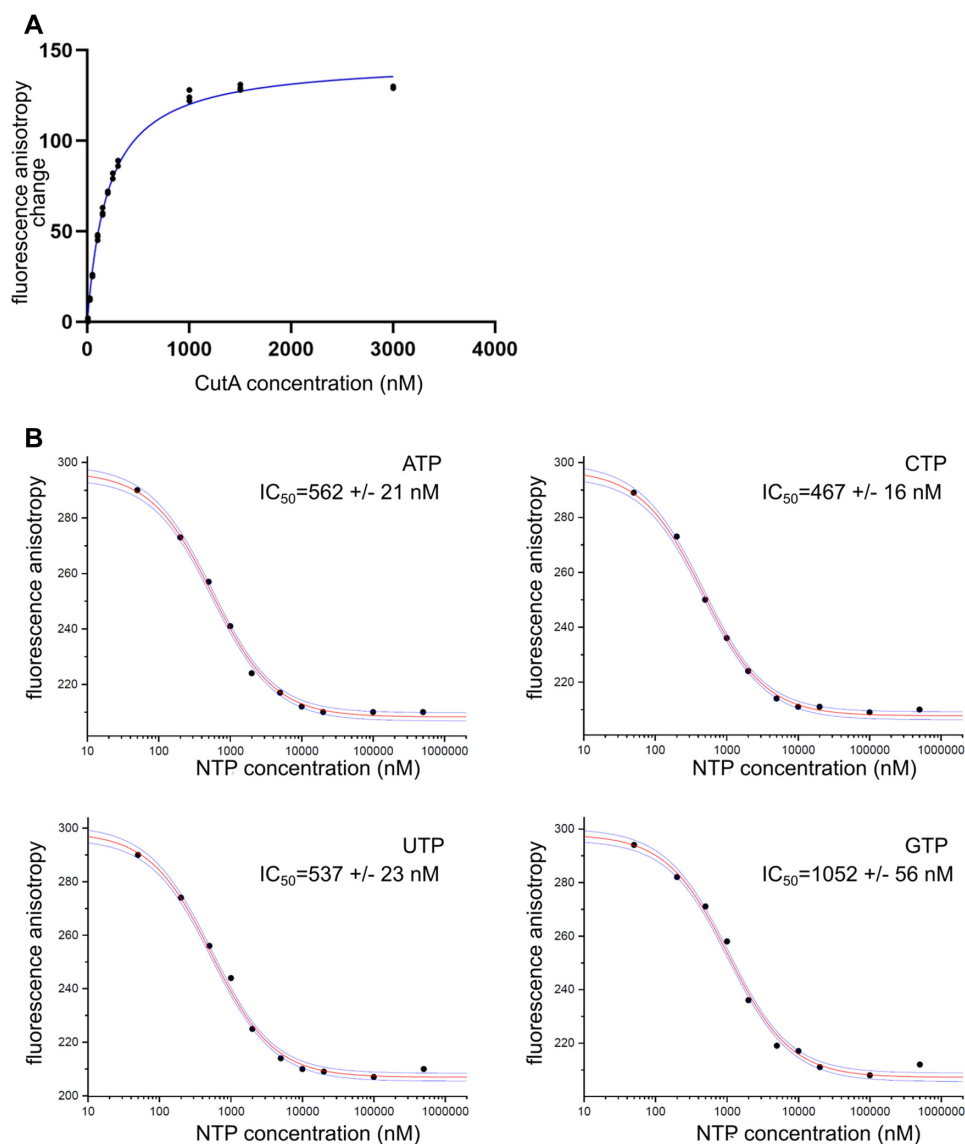 A
150
100
50
0
fluorescence anisotropy
change
0 1000 2000 3000 4000
CutA concentration (nM)
B
ATP
IC50=562 +/- 21 nM
300
280
260
240
220
fluorescence anisotropy
10 100 1000 10000 100000 1000000
NTP concentration (nM)
CTP
IC50=467 +/- 16 nM
300
280
260
240
220
fluorescence anisotropy
10 100 1000 10000 100000 1000000
NTP concentration (nM)
UTP
IC50=537 +/- 23 nM
300
280
260
240
220
200
fluorescence anisotropy
10 100 1000 10000 100000 1000000
NTP concentration (nM)
GTP
IC50=1052 +/- 56 nM
300
280
260
240
220
fluorescence anisotropy
10 100 1000 10000 100000 1000000
NTP concentration (nM)